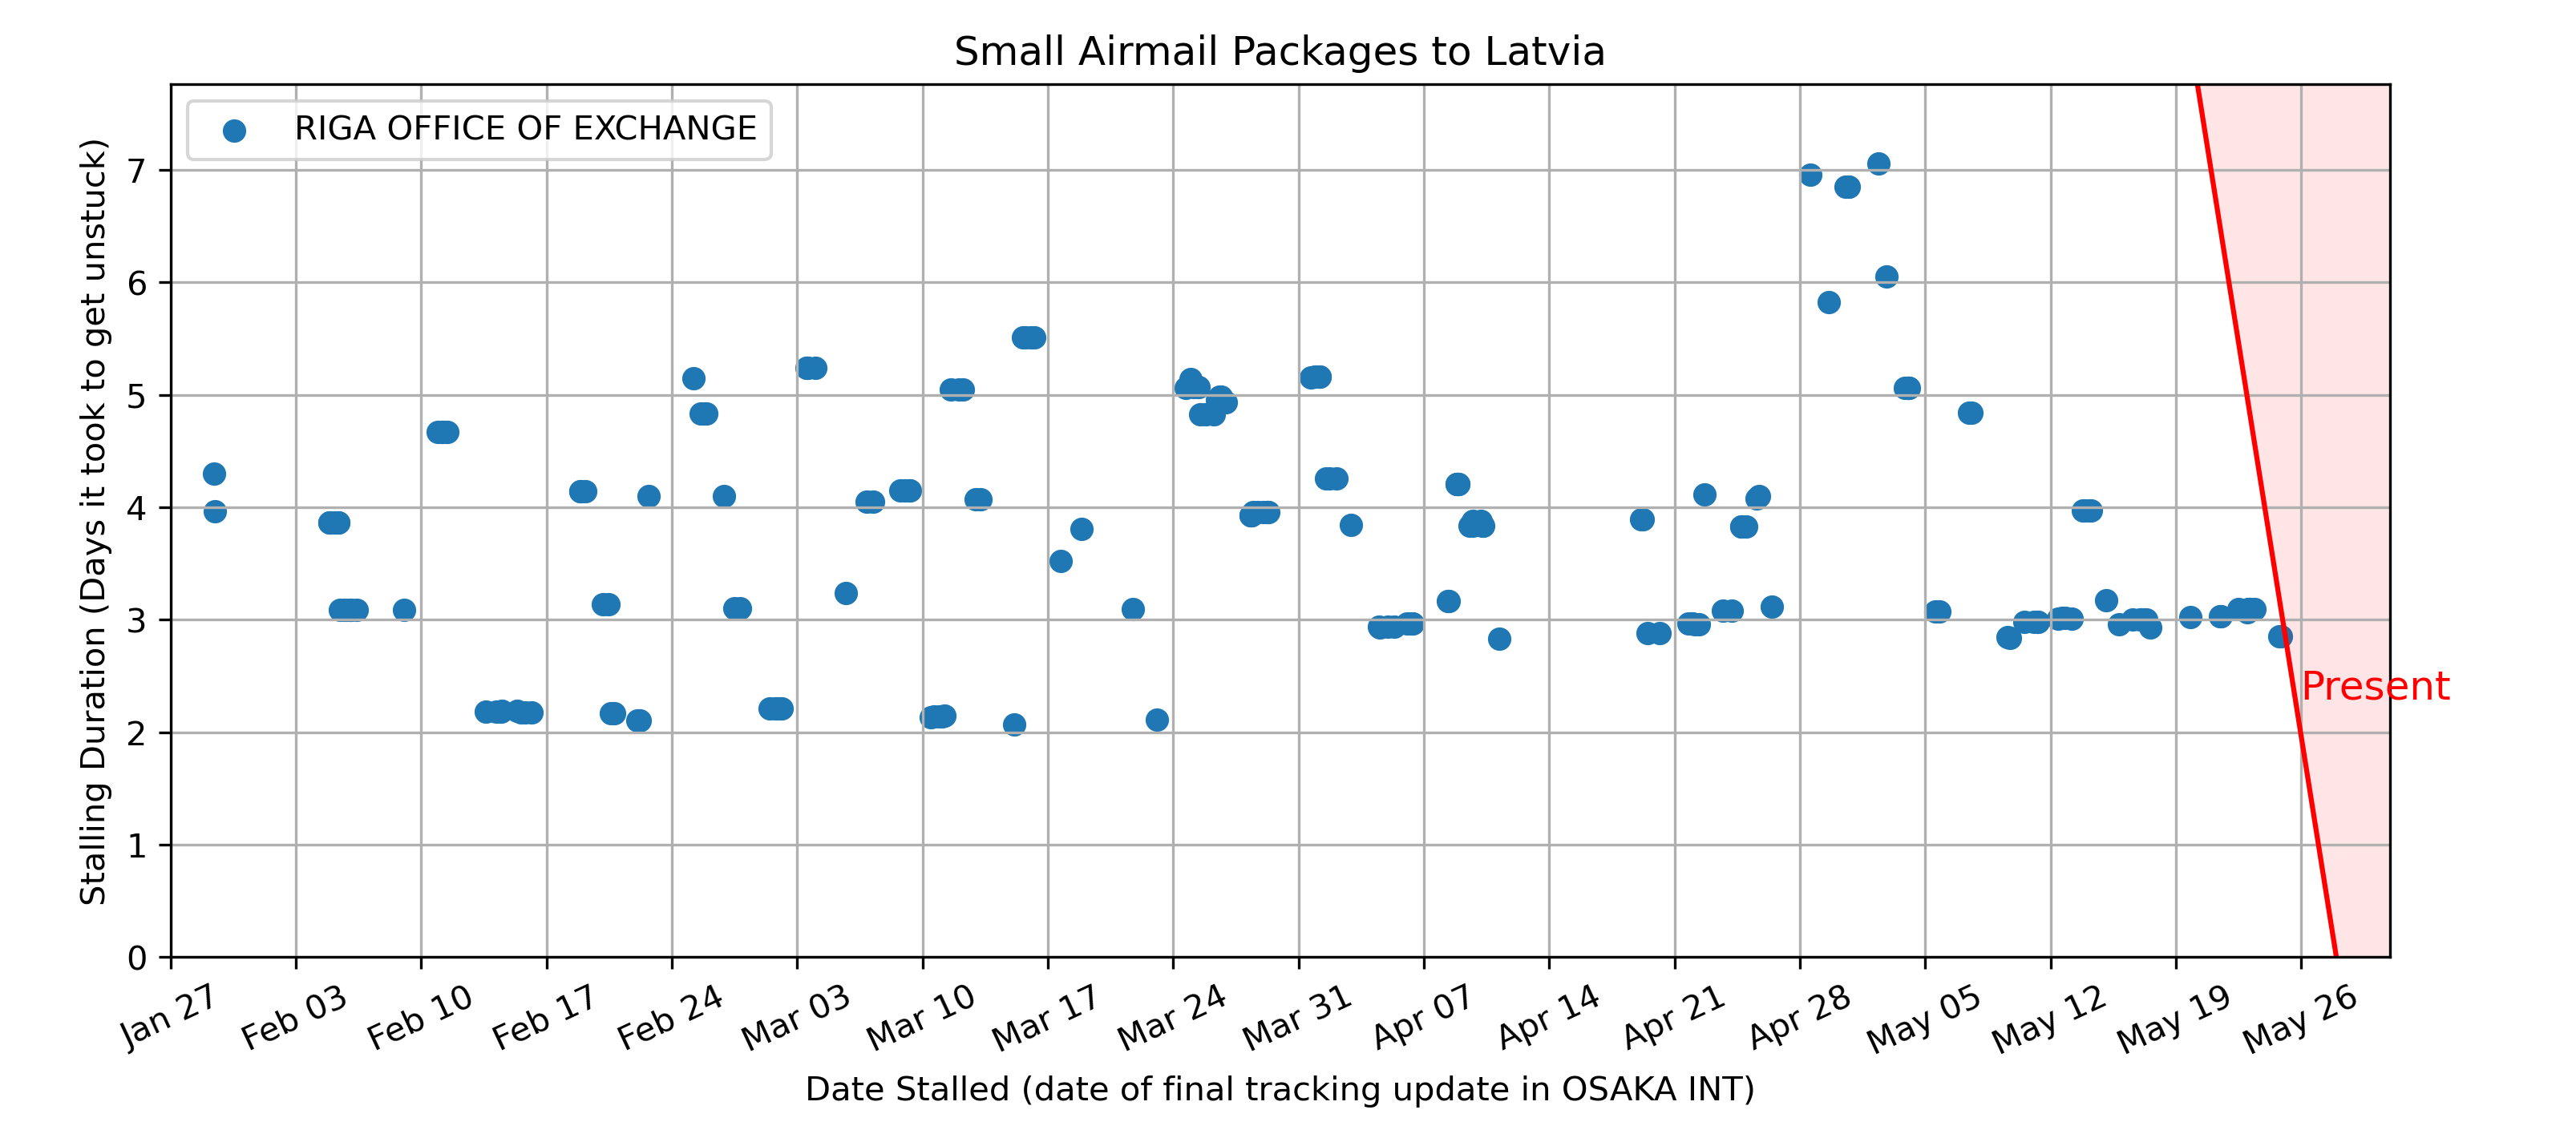 Small Airmail Packages to Latvia
RIGA OFFICE OF EXCHANGE
Stalling Duration (Days it took to get unstuck)
7
6
5
4
3
2
1
0
Present
Jan 27
Feb 03
Feb 10
Feb 17
Feb 24
Mar 03
Mar 10
Mar 17
Mar 24
Mar 31
Apr 07
Apr 14
Apr 21
Apr 28
May 05
May 12
May 19
May 26
Date Stalled (date of final tracking update in OSAKA INT)